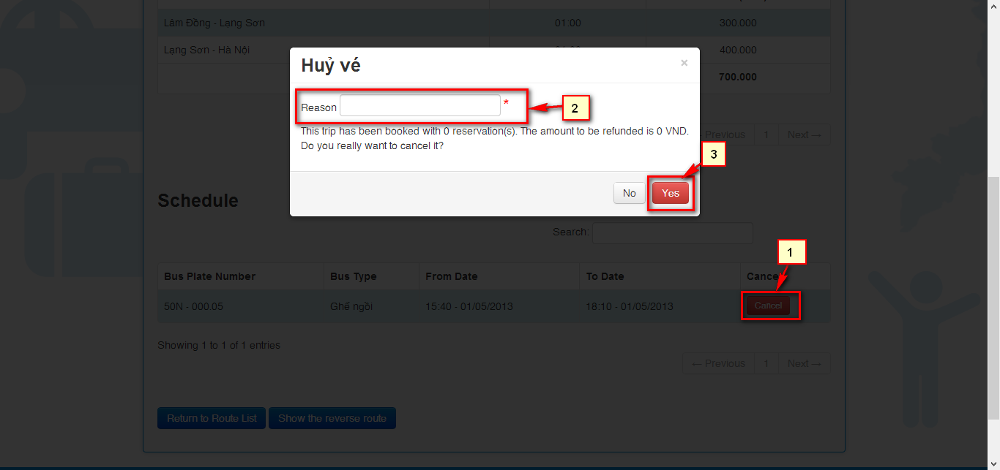 Lâm Đồng - Lạng Sơn 01:00 300.000
Lạng Sơn - Hà Nội 400.000
700.000
Huỷ vé ×
Reason * 2
This trip has been booked with 0 reservation(s). The amount to be refunded is 0 VND.
Do you really want to cancel it?
Previous 1 Next →
3
No Yes
Schedule
Search:
1
Bus Plate Number Bus Type From Date To Date Cancel
50N - 000.05 Ghế ngồi 15:40 - 01/05/2013 18:10 - 01/05/2013 Cancel
Showing 1 to 1 of 1 entries
← Previous 1 Next →
Return to Route List Show the reverse route